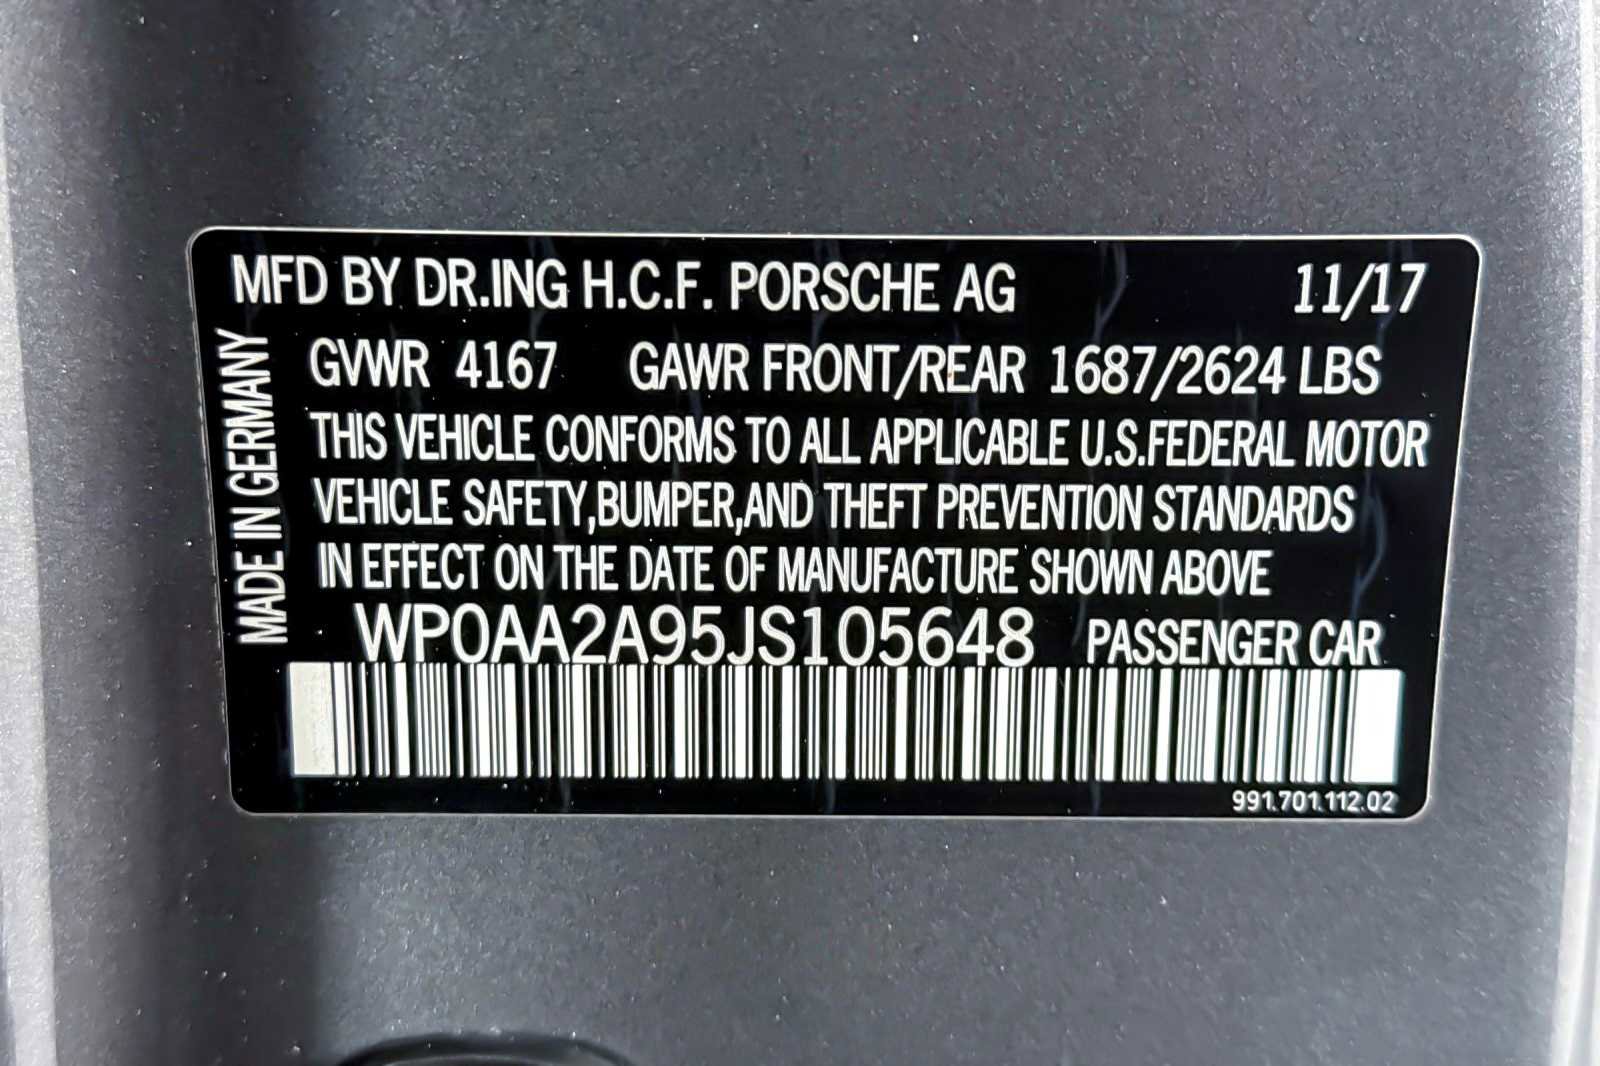 MFD BY DR.ING H.C.F. PORSCHE AG 11/17
MADE IN GERMANY
GVWR 4167 GAWR FRONT/REAR 1687/2624 LBS
THIS VEHICLE CONFORMS TO ALL APPLICABLE U.S.FEDERAL MOTOR
VEHICLE SAFETY,BUMPER,AND THEFT PREVENTION STANDARDS
IN EFFECT ON THE DATE OF MANUFACTURE SHOWN ABOVE
WP0AA2A95JS105648 PASSENGER CAR
991.701.112.02